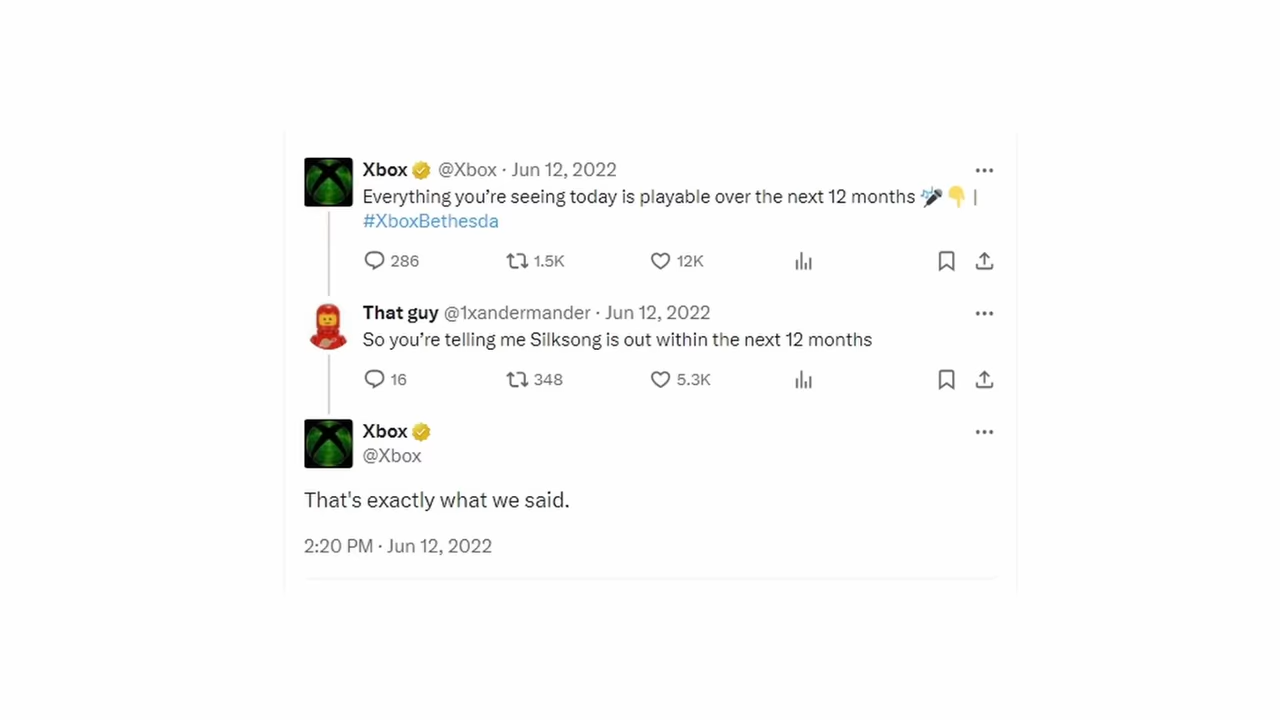 Xbox @Xbox · Jun 12, 2022
Everything you’re seeing today is playable over the next 12 months 🎤👇 |
#XboxBethesda
286 1.5K 12K
That guy @1xandermander · Jun 12, 2022
So you’re telling me Silksong is out within the next 12 months
16 348 5.3K
Xbox
@Xbox
That's exactly what we said.
2:20 PM · Jun 12, 2022